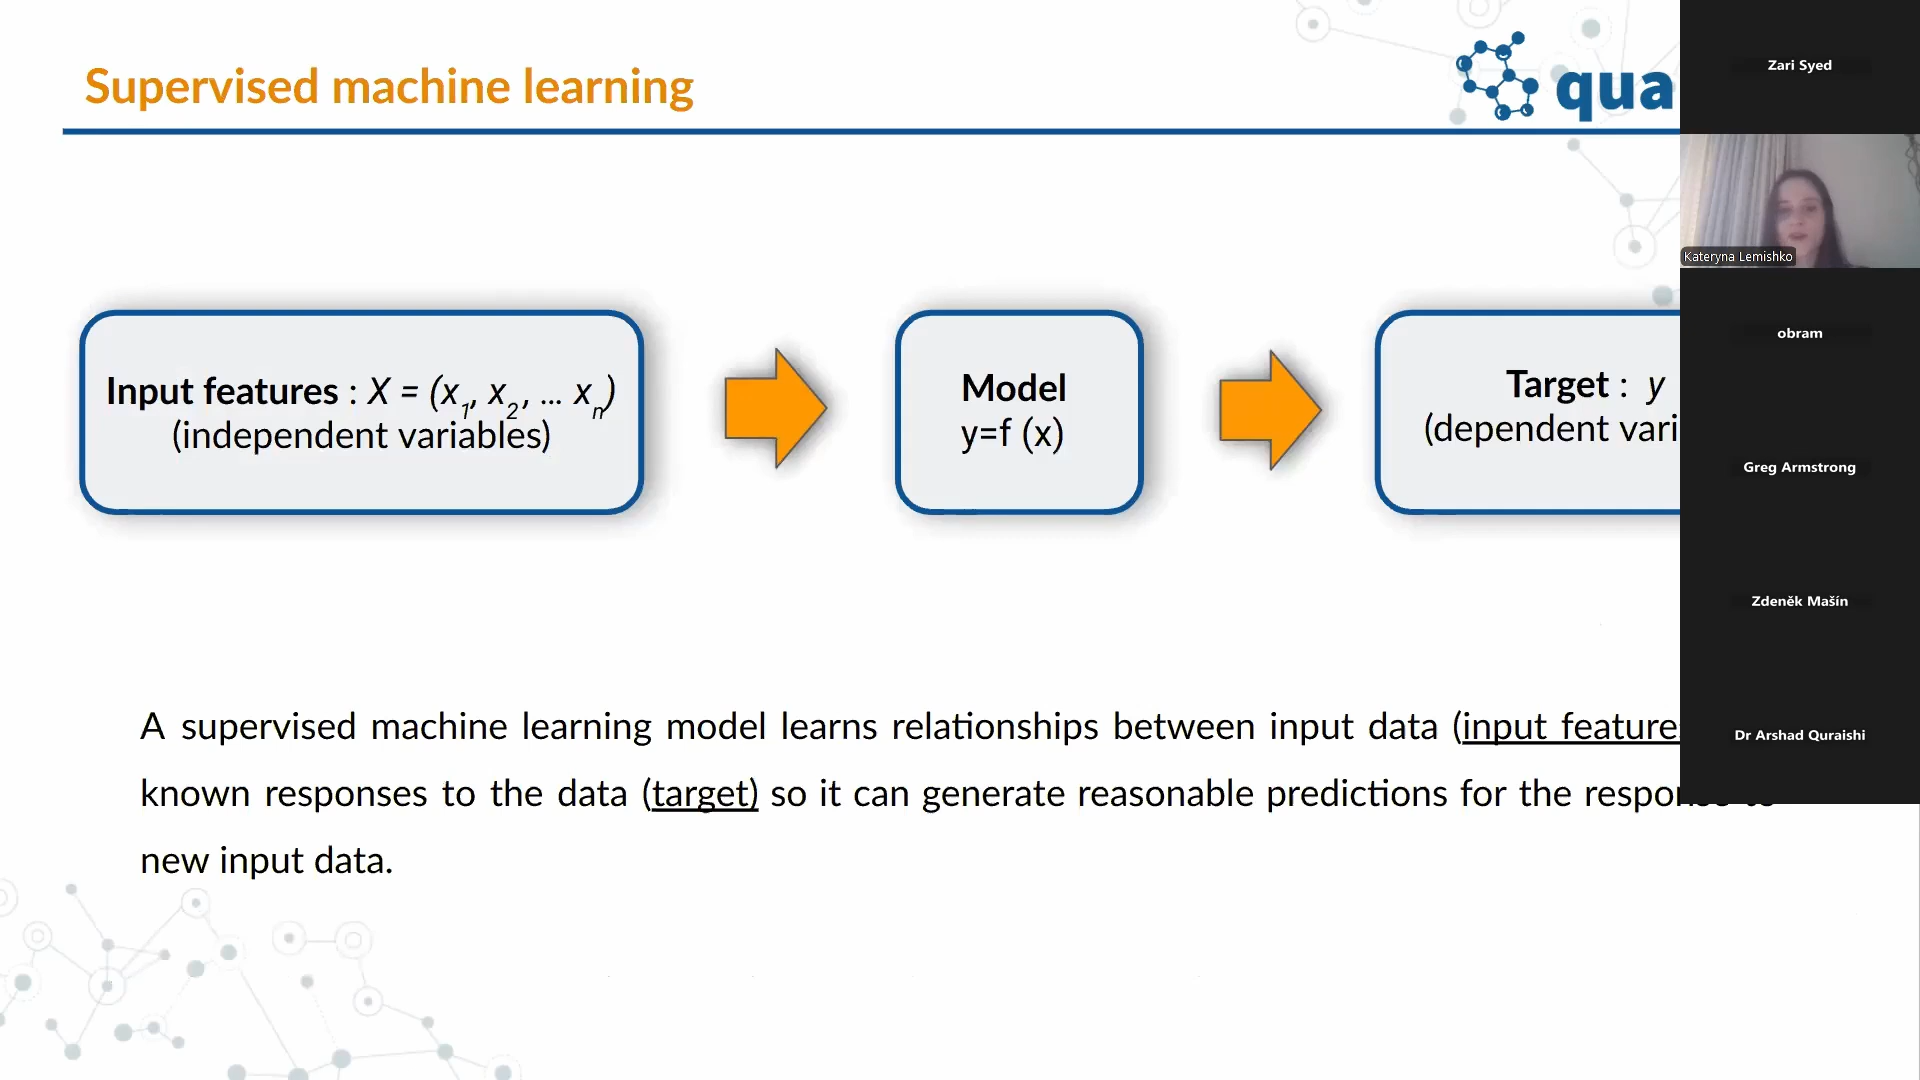 Supervised machine learning
qua
Zari Syed
Kateryna Lemishko
obram
Greg Armstrong
Zdeněk Mašín
Dr Arshad Quraishi
Input features : X = (x1, x2, ... xn)
(independent variables)
Model
y=f (x)
Target : y
(dependent vari
A supervised machine learning model learns relationships between input data (input feature
known responses to the data (target) so it can generate reasonable predictions for the response to
new input data.